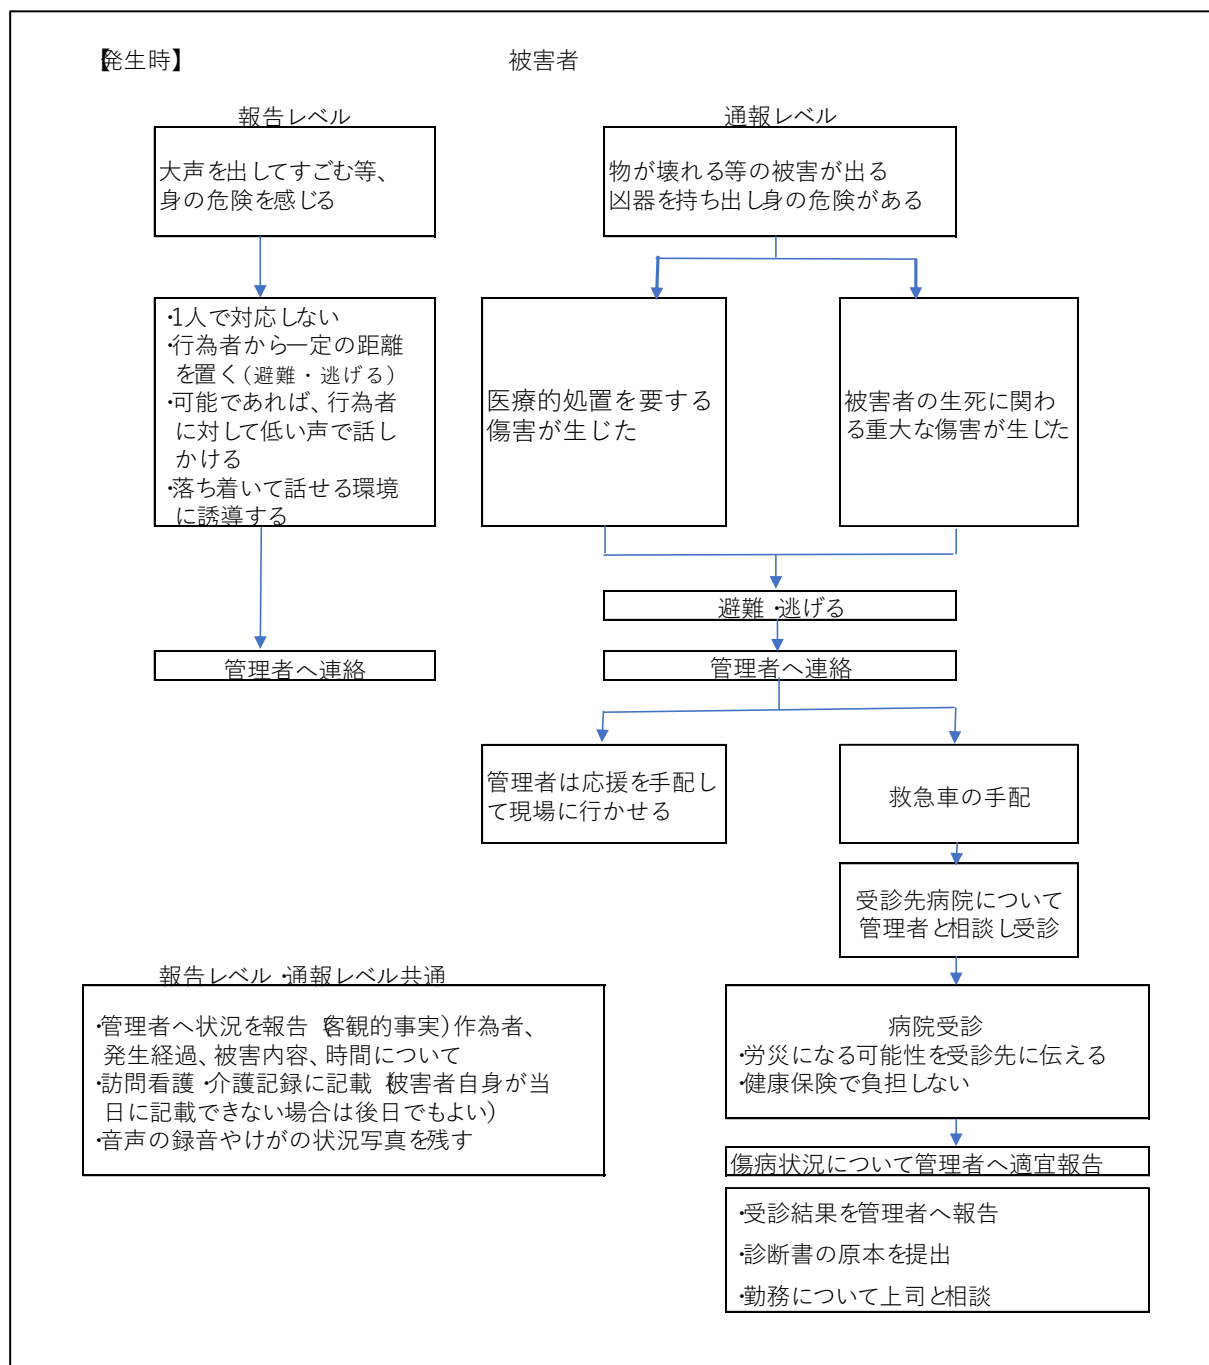 【発生時】
被害者
報告レベル
大声を出してすごむ等、
身の危険を感じる
・1人で対応しない
・行為者から一定の距離
を置く（避難・逃げる）
・可能であれば、行為者
に対して低い声で話し
かける
・落ち着いて話せる環境
に誘導する
管理者へ連絡
通報レベル
物が壊れる等の被害が出る
凶器を持ち出し身の危険がある
医療的処置を要する
傷害が生じた
被害者の生死に関わ
る重大な傷害が生じた
避難・逃げる
管理者へ連絡
管理者は応援を手配し
て現場に行かせる
救急車の手配
受診先病院について
管理者と相談し受診
病院受診
・労災になる可能性を受診先に伝える
・健康保険で負担しない
傷病状況について管理者へ適宜報告
・受診結果を管理者へ報告
・診断書の原本を提出
・勤務について上司と相談
報告レベル・通報レベル共通
・管理者へ状況を報告（客観的事実）作為者、
発生経過、被害内容、時間について
・訪問看護・介護記録に記載（被害者自身が当
日に記載できない場合は後日でもよい）
・音声の録音やけがの状況写真を残す